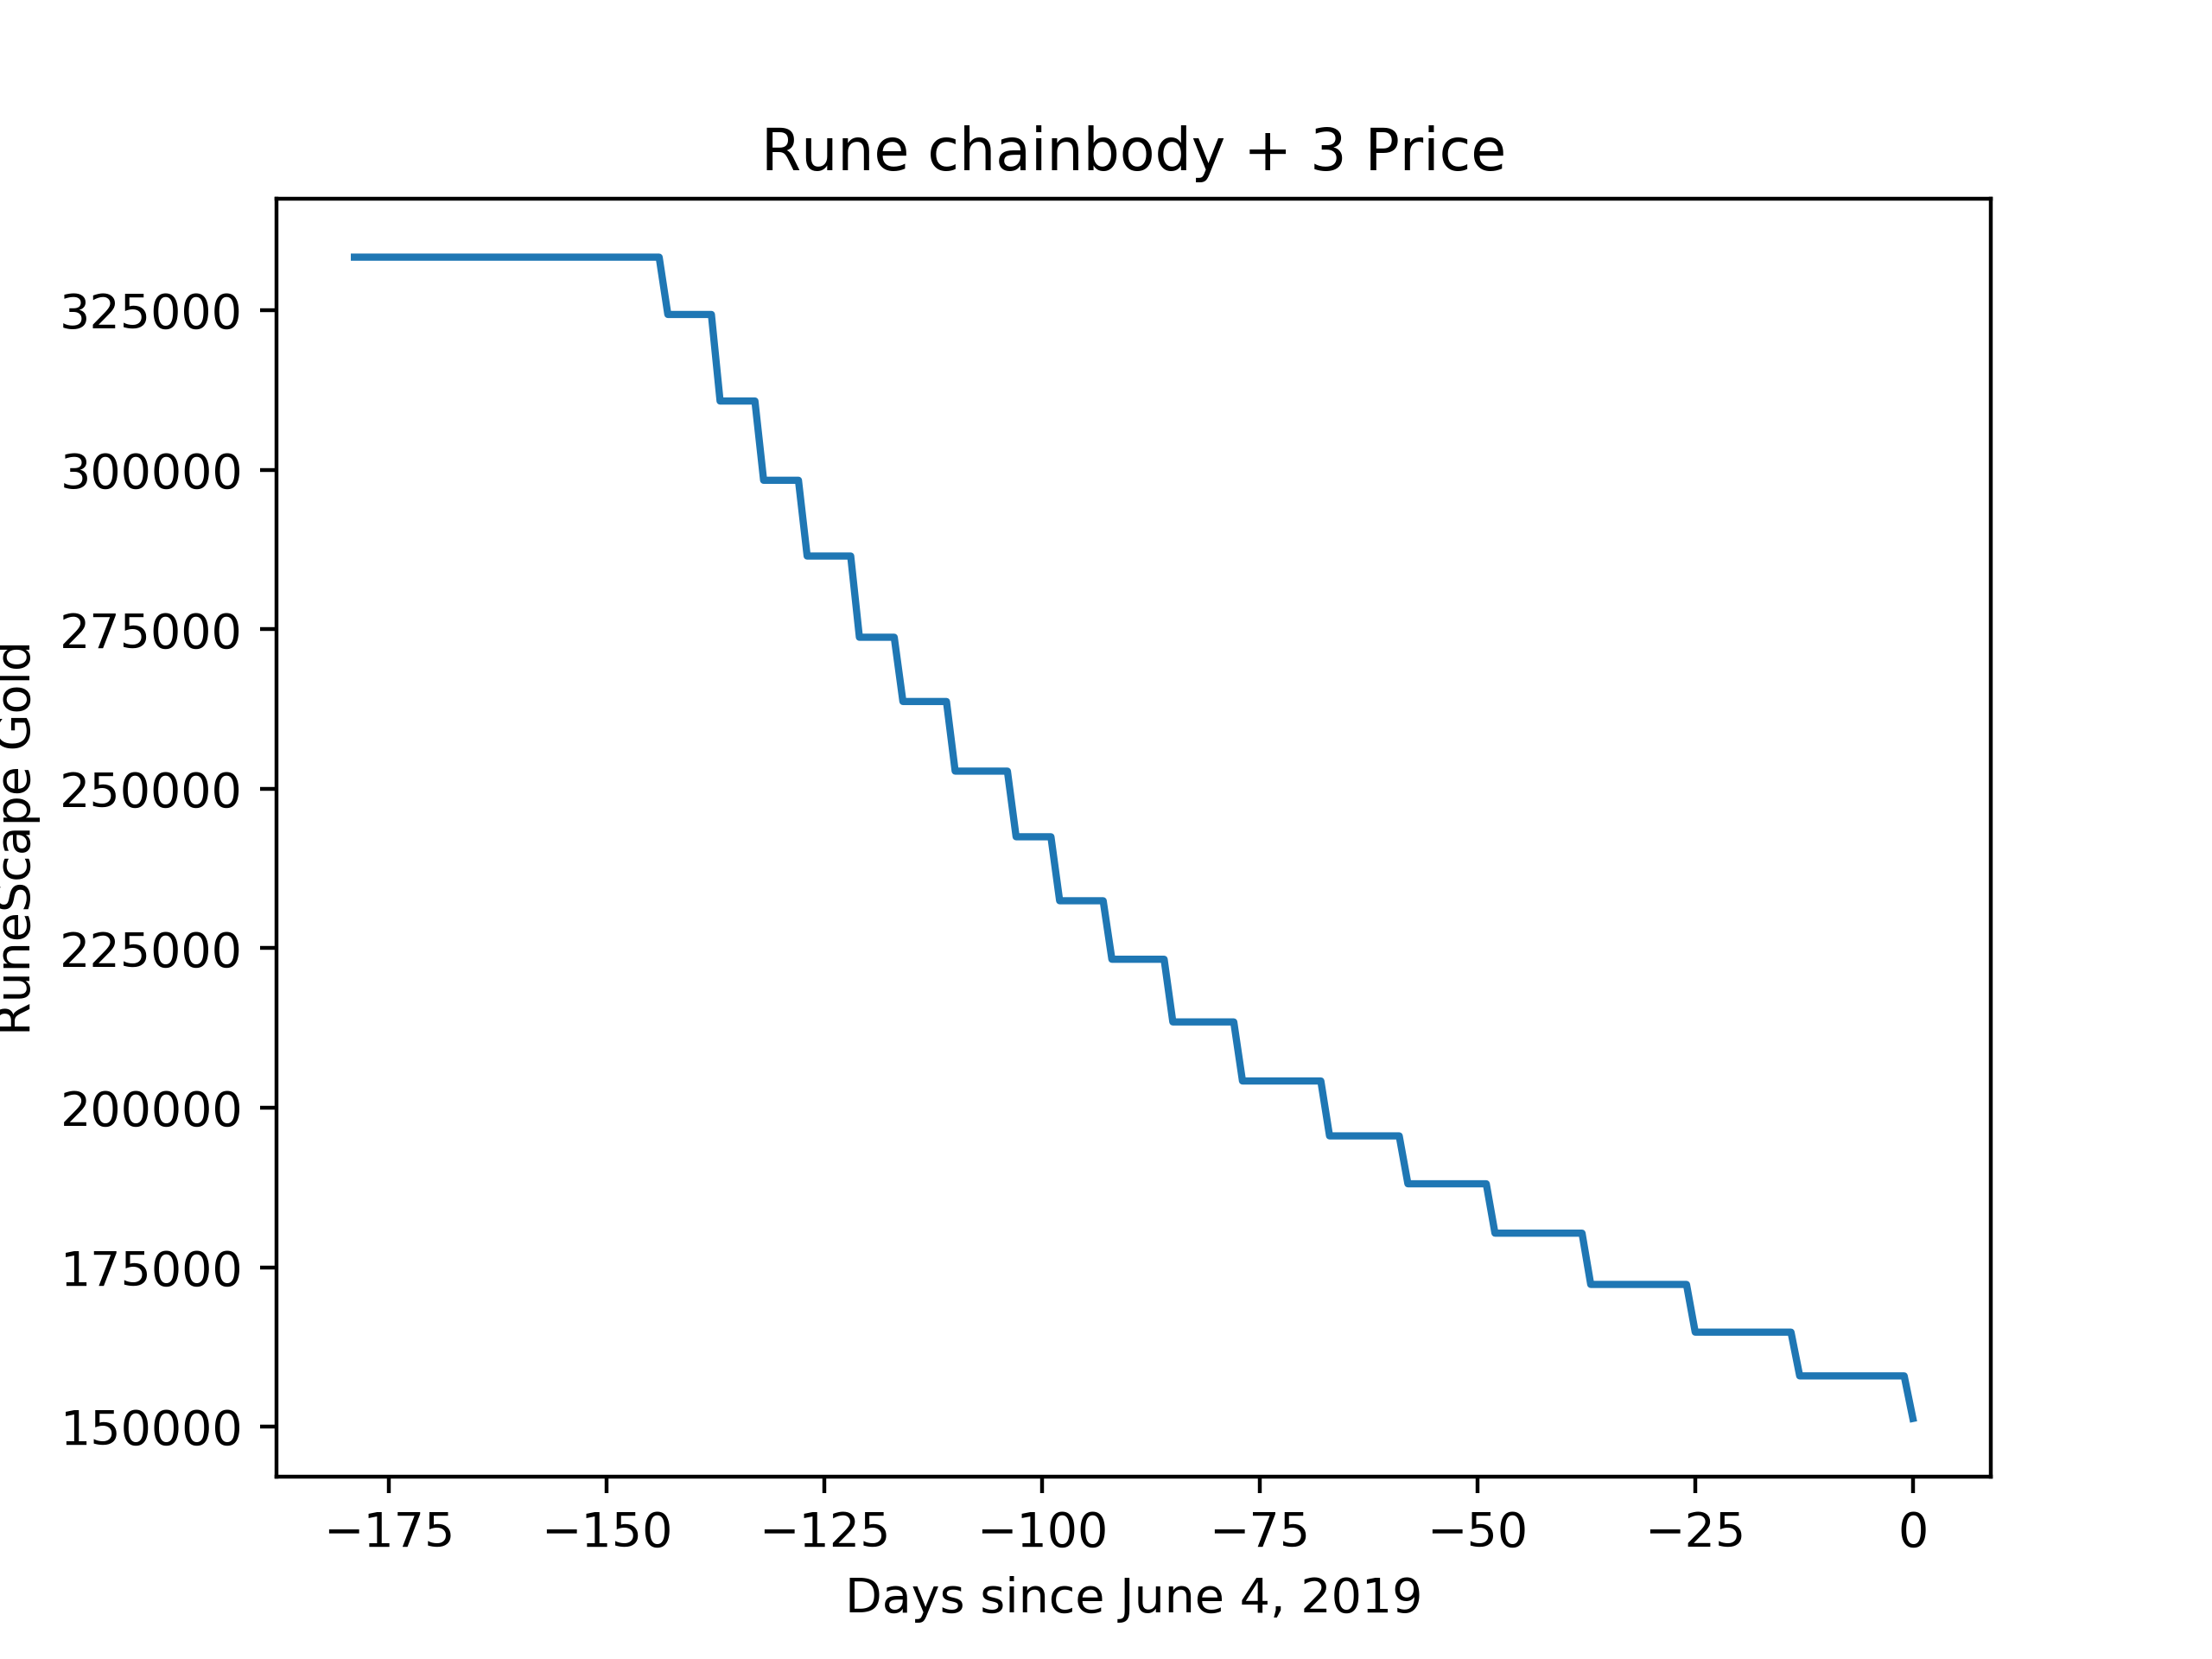 Rune chainbody + 3 Price
RuneScape Gold
325000
300000
275000
250000
225000
200000
175000
150000
−175 −150 −125 −100 −75 −50 −25 0
Days since June 4, 2019